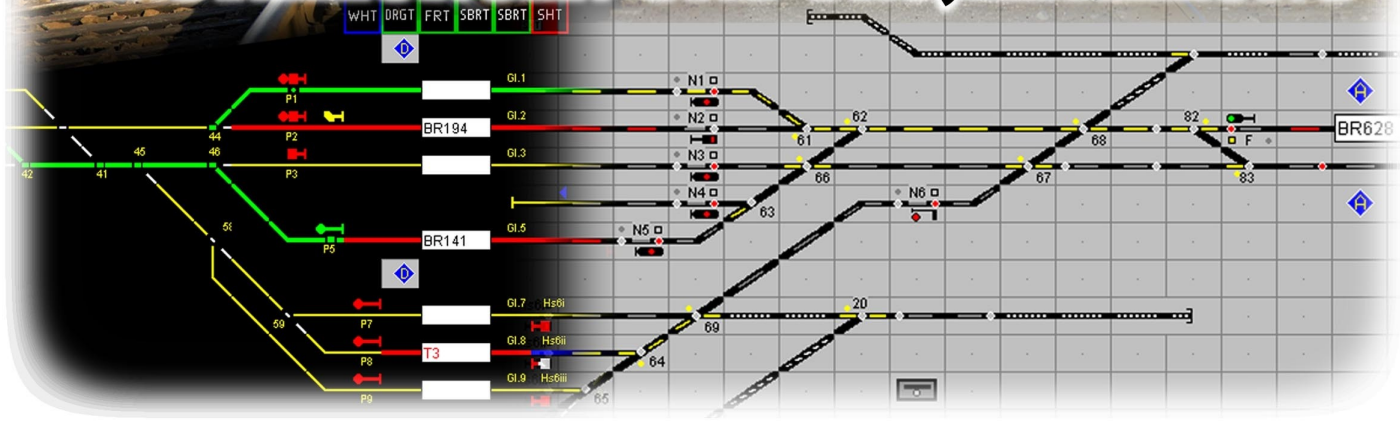 WHT DRGT FRT SBRT SBRT SHT
D
Gl.1 N1
P1
A
44 P2 BR194 Gl.2 N2 61 62 68 82 F BR628
45 46 P3 Gl.3 N3 66 67 83
42 41
Gl.4 N4 63 N6 A
P5 BR141 Gl.5 N5
D
59 P7 Gl.7 Hs6i 69 20
P8 T3 Gl.8 Hs6ii 64
P9 Gl.9 Hs6iii 65